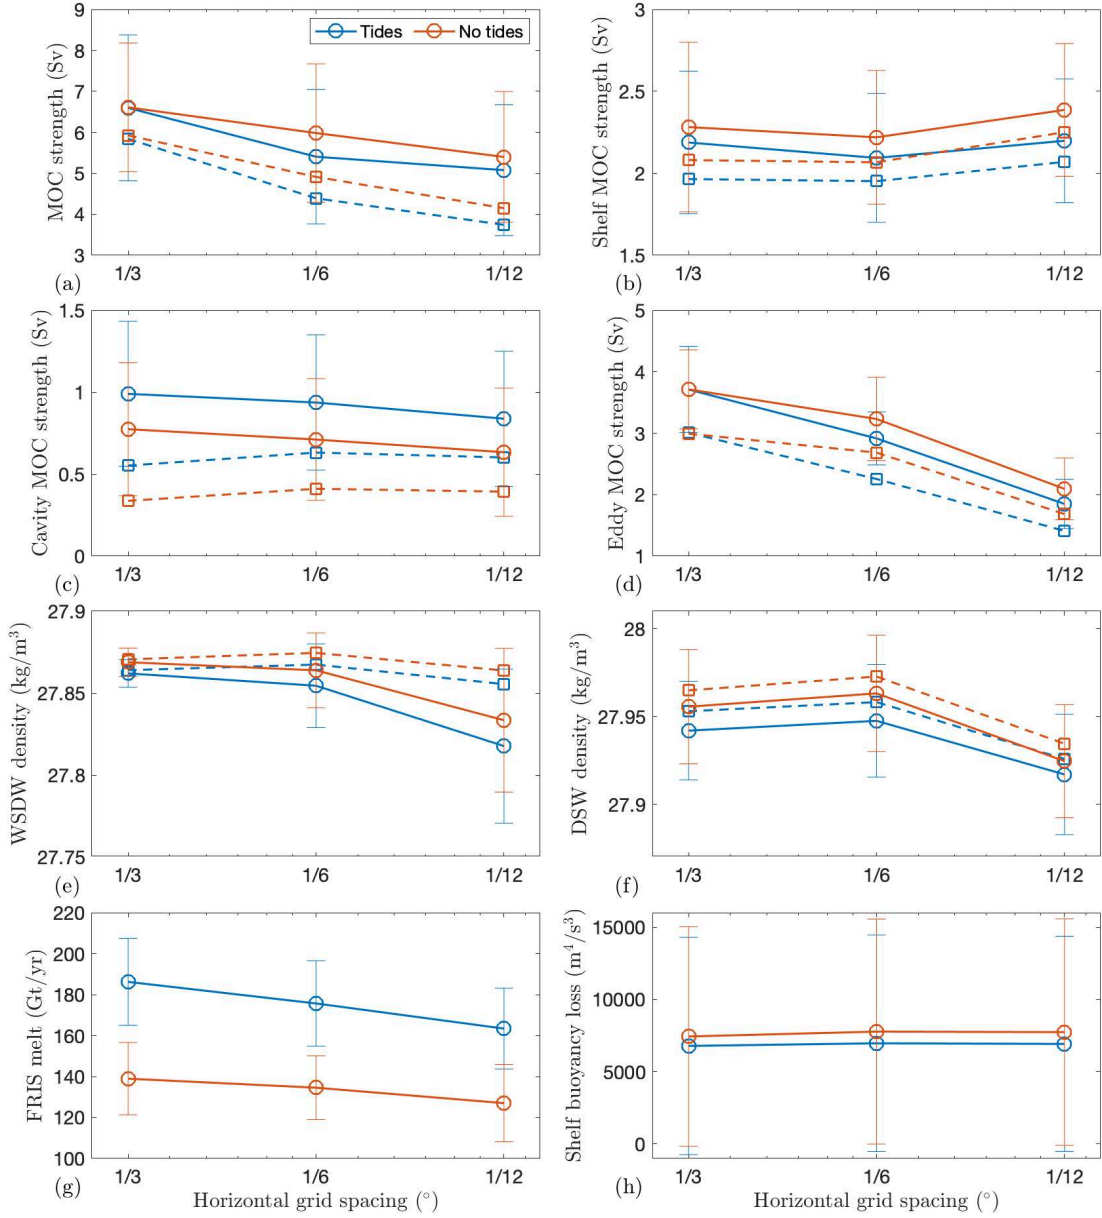 Tides No tides
MOC strength (Sv)
9
8
7
6
5
4
3
1/3 1/6 1/12
(a)
Shelf MOC strength (Sv)
3
2.5
2
1.5
1/3 1/6 1/12
(b)
Cavity MOC strength (Sv)
1.5
1
0.5
0
1/3 1/6 1/12
(c)
Eddy MOC strength (Sv)
5
4
3
2
1
1/3 1/6 1/12
(d)
WSDW density (kg/m³)
27.9
27.85
27.8
27.75
1/3 1/6 1/12
(e)
DSW density (kg/m³)
28
27.95
27.9
1/3 1/6 1/12
(f)
FRIS melt (Gt/yr)
220
200
180
160
140
120
100
1/3 1/6 1/12
(g)
Horizontal grid spacing (°)
Shelf buoyancy loss (m⁴/s³)
15000
10000
5000
0
1/3 1/6 1/12
(h)
Horizontal grid spacing (°)